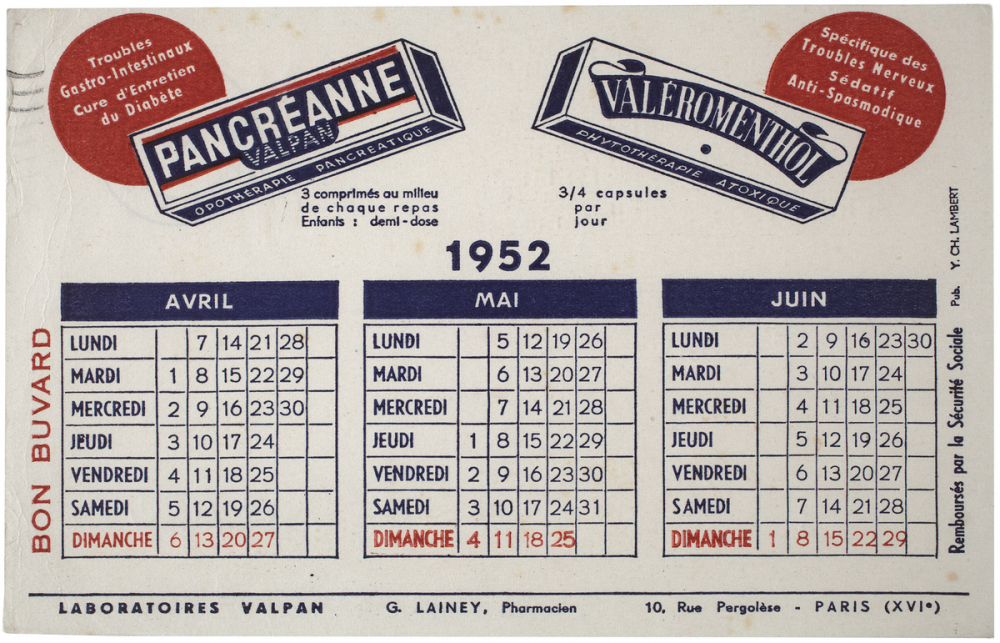 Troubles
Gastro-Intestinaux
Cure d'Entretien
du Diabète
PANCRÉANNE
VALPAN
OPOTHÉRAPIE PANCRÉATIQUE
3 comprimés au milieu
de chaque repas
Enfants : demi-dose
Spécifique des
Troubles Nerveux
Sédatif
Anti-Spasmodique
VALÉROMENTHOL
PHYTOTHÉRAPIE ATOXIQUE
3/4 capsules
par
jour
1952
AVRIL
LUNDI 7 14 21 28
MARDI 1 8 15 22 29
MERCREDI 2 9 16 23 30
JEUDI 3 10 17 24
VENDREDI 4 11 18 25
SAMEDI 5 12 19 26
DIMANCHE 6 13 20 27
MAI
LUNDI 5 12 19 26
MARDI 6 13 20 27
MERCREDI 7 14 21 28
JEUDI 1 8 15 22 29
VENDREDI 2 9 16 23 30
SAMEDI 3 10 17 24 31
DIMANCHE 4 11 18 25
JUIN
LUNDI 2 9 16 23 30
MARDI 3 10 17 24
MERCREDI 4 11 18 25
JEUDI 5 12 19 26
VENDREDI 6 13 20 27
SAMEDI 7 14 21 28
DIMANCHE 1 8 15 22 29
BON BUVARD
Remboursés par la Sécurité Sociale Pub. Y. CH. LAMBERT
LABORATOIRES VALPAN G. LAINEY, Pharmacien 10, Rue Pergolèse - PARIS (XVIe)